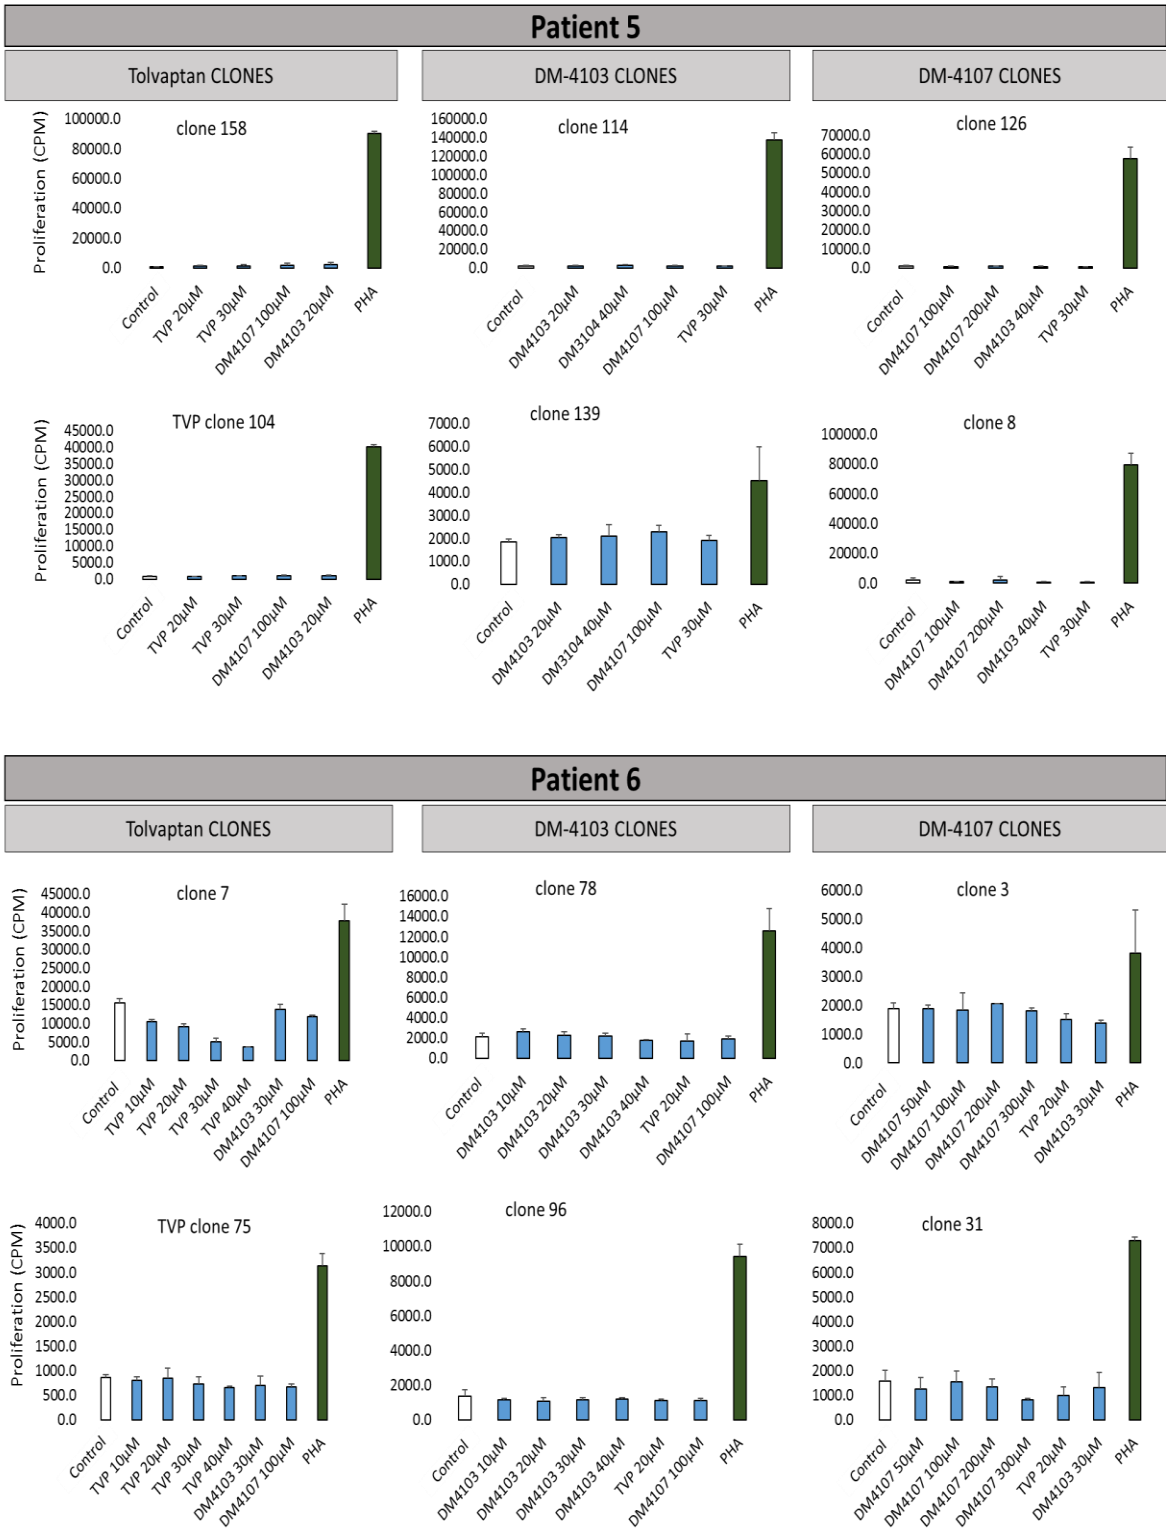 Patient 5
Tolvaptan CLONES
DM-4103 CLONES
DM-4107 CLONES
clone 158
Proliferation (CPM)
100000.0
80000.0
60000.0
40000.0
20000.0
0.0
Control
TVP 20µM
TVP 30µM
DM4107 100µM
DM4103 20µM
PHA
clone 114
160000.0
140000.0
120000.0
100000.0
80000.0
60000.0
40000.0
20000.0
0.0
Control
DM4103 20µM
DM3104 40µM
DM4107 100µM
TVP 30µM
PHA
clone 126
70000.0
60000.0
50000.0
40000.0
30000.0
20000.0
10000.0
0.0
Control
DM4107 100µM
DM4107 200µM
DM4103 40µM
TVP 30µM
PHA
TVP clone 104
Proliferation (CPM)
45000.0
40000.0
35000.0
30000.0
25000.0
20000.0
15000.0
10000.0
5000.0
0.0
Control
TVP 20µM
TVP 30µM
DM4107 100µM
DM4103 20µM
PHA
clone 139
7000.0
6000.0
5000.0
4000.0
3000.0
2000.0
1000.0
0.0
Control
DM4103 20µM
DM3104 40µM
DM4107 100µM
TVP 30µM
PHA
clone 8
100000.0
80000.0
60000.0
40000.0
20000.0
0.0
Control
DM4107 100µM
DM4107 200µM
DM4103 40µM
TVP 30µM
PHA
Patient 6
Tolvaptan CLONES
DM-4103 CLONES
DM-4107 CLONES
clone 7
Proliferation (CPM)
45000.0
40000.0
35000.0
30000.0
25000.0
20000.0
15000.0
10000.0
5000.0
0.0
Control
TVP 10µM
TVP 20µM
TVP 30µM
TVP 40µM
DM4103 30µM
DM4107 100µM
PHA
clone 78
16000.0
14000.0
12000.0
10000.0
8000.0
6000.0
4000.0
2000.0
0.0
Control
DM4103 10µM
DM4103 20µM
DM4103 30µM
DM4103 40µM
TVP 20µM
DM4107 100µM
PHA
clone 3
6000.0
5000.0
4000.0
3000.0
2000.0
1000.0
0.0
Control
DM4107 50µM
DM4107 100µM
DM4107 200µM
DM4107 300µM
TVP 20µM
DM4103 30µM
PHA
TVP clone 75
Proliferation (CPM)
4000.0
3500.0
3000.0
2500.0
2000.0
1500.0
1000.0
500.0
0.0
Control
TVP 10µM
TVP 20µM
TVP 30µM
TVP 40µM
DM4103 30µM
DM4107 100µM
PHA
clone 96
12000.0
10000.0
8000.0
6000.0
4000.0
2000.0
0.0
Control
DM4103 10µM
DM4103 20µM
DM4103 30µM
DM4103 40µM
TVP 20µM
DM4107 100µM
PHA
clone 31
8000.0
7000.0
6000.0
5000.0
4000.0
3000.0
2000.0
1000.0
0.0
Control
DM4107 50µM
DM4107 100µM
DM4107 200µM
DM4107 300µM
TVP 20µM
DM4103 30µM
PHA